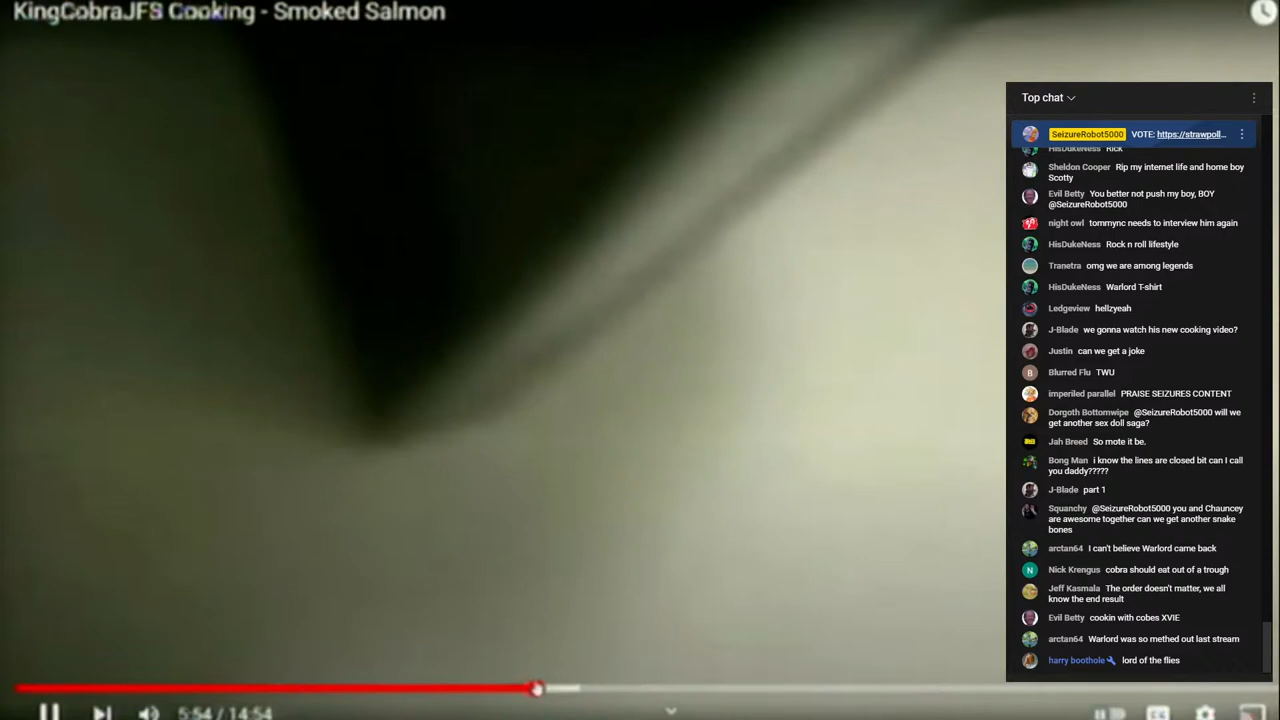 KingCobraJFS Cooking - Smoked Salmon
Top chat
SeizureRobot5000 VOTE: https://strawpoll...
HisDukeNess Rick
Sheldon Cooper Rip my internet life and home boy
Scotty
Evil Betty You better not push my boy, BOY
@SeizureRobot5000
night owl tommync needs to interview him again
HisDukeNess Rock n roll lifestyle
Tranetra omg we are among legends
HisDukeNess Warlord T-shirt
Ledgeview hellzyeah
J-Blade we gonna watch his new cooking video?
Justin can we get a joke
B Blurred Flu TWU
imperiled parallel PRAISE SEIZURES CONTENT
Dorgoth Bottomwipe @SeizureRobot5000 will we
get another sex doll saga?
Jah Breed So mote it be.
Bong Man i know the lines are closed bit can I call
you daddy?????
J-Blade part 1
Squanchy @SeizureRobot5000 you and Chauncey
are awesome together can we get another snake
bones
arctan64 I can't believe Warlord came back
N Nick Krengus cobra should eat out of a trough
Jeff Kasmala The order doesn't matter, we all
know the end result
Evil Betty cookin with cobes XVIE
arctan64 Warlord was so methed out last stream
harry boothole lord of the flies
5:54 / 14:54